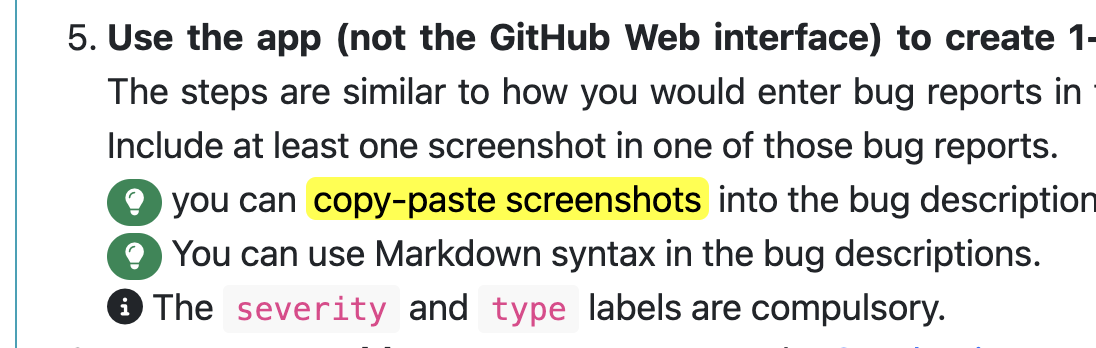 5. Use the app (not the GitHub Web interface) to create 1-
The steps are similar to how you would enter bug reports in
Include at least one screenshot in one of those bug reports.
you can copy-paste screenshots into the bug description
You can use Markdown syntax in the bug descriptions.
The severity and type labels are compulsory.